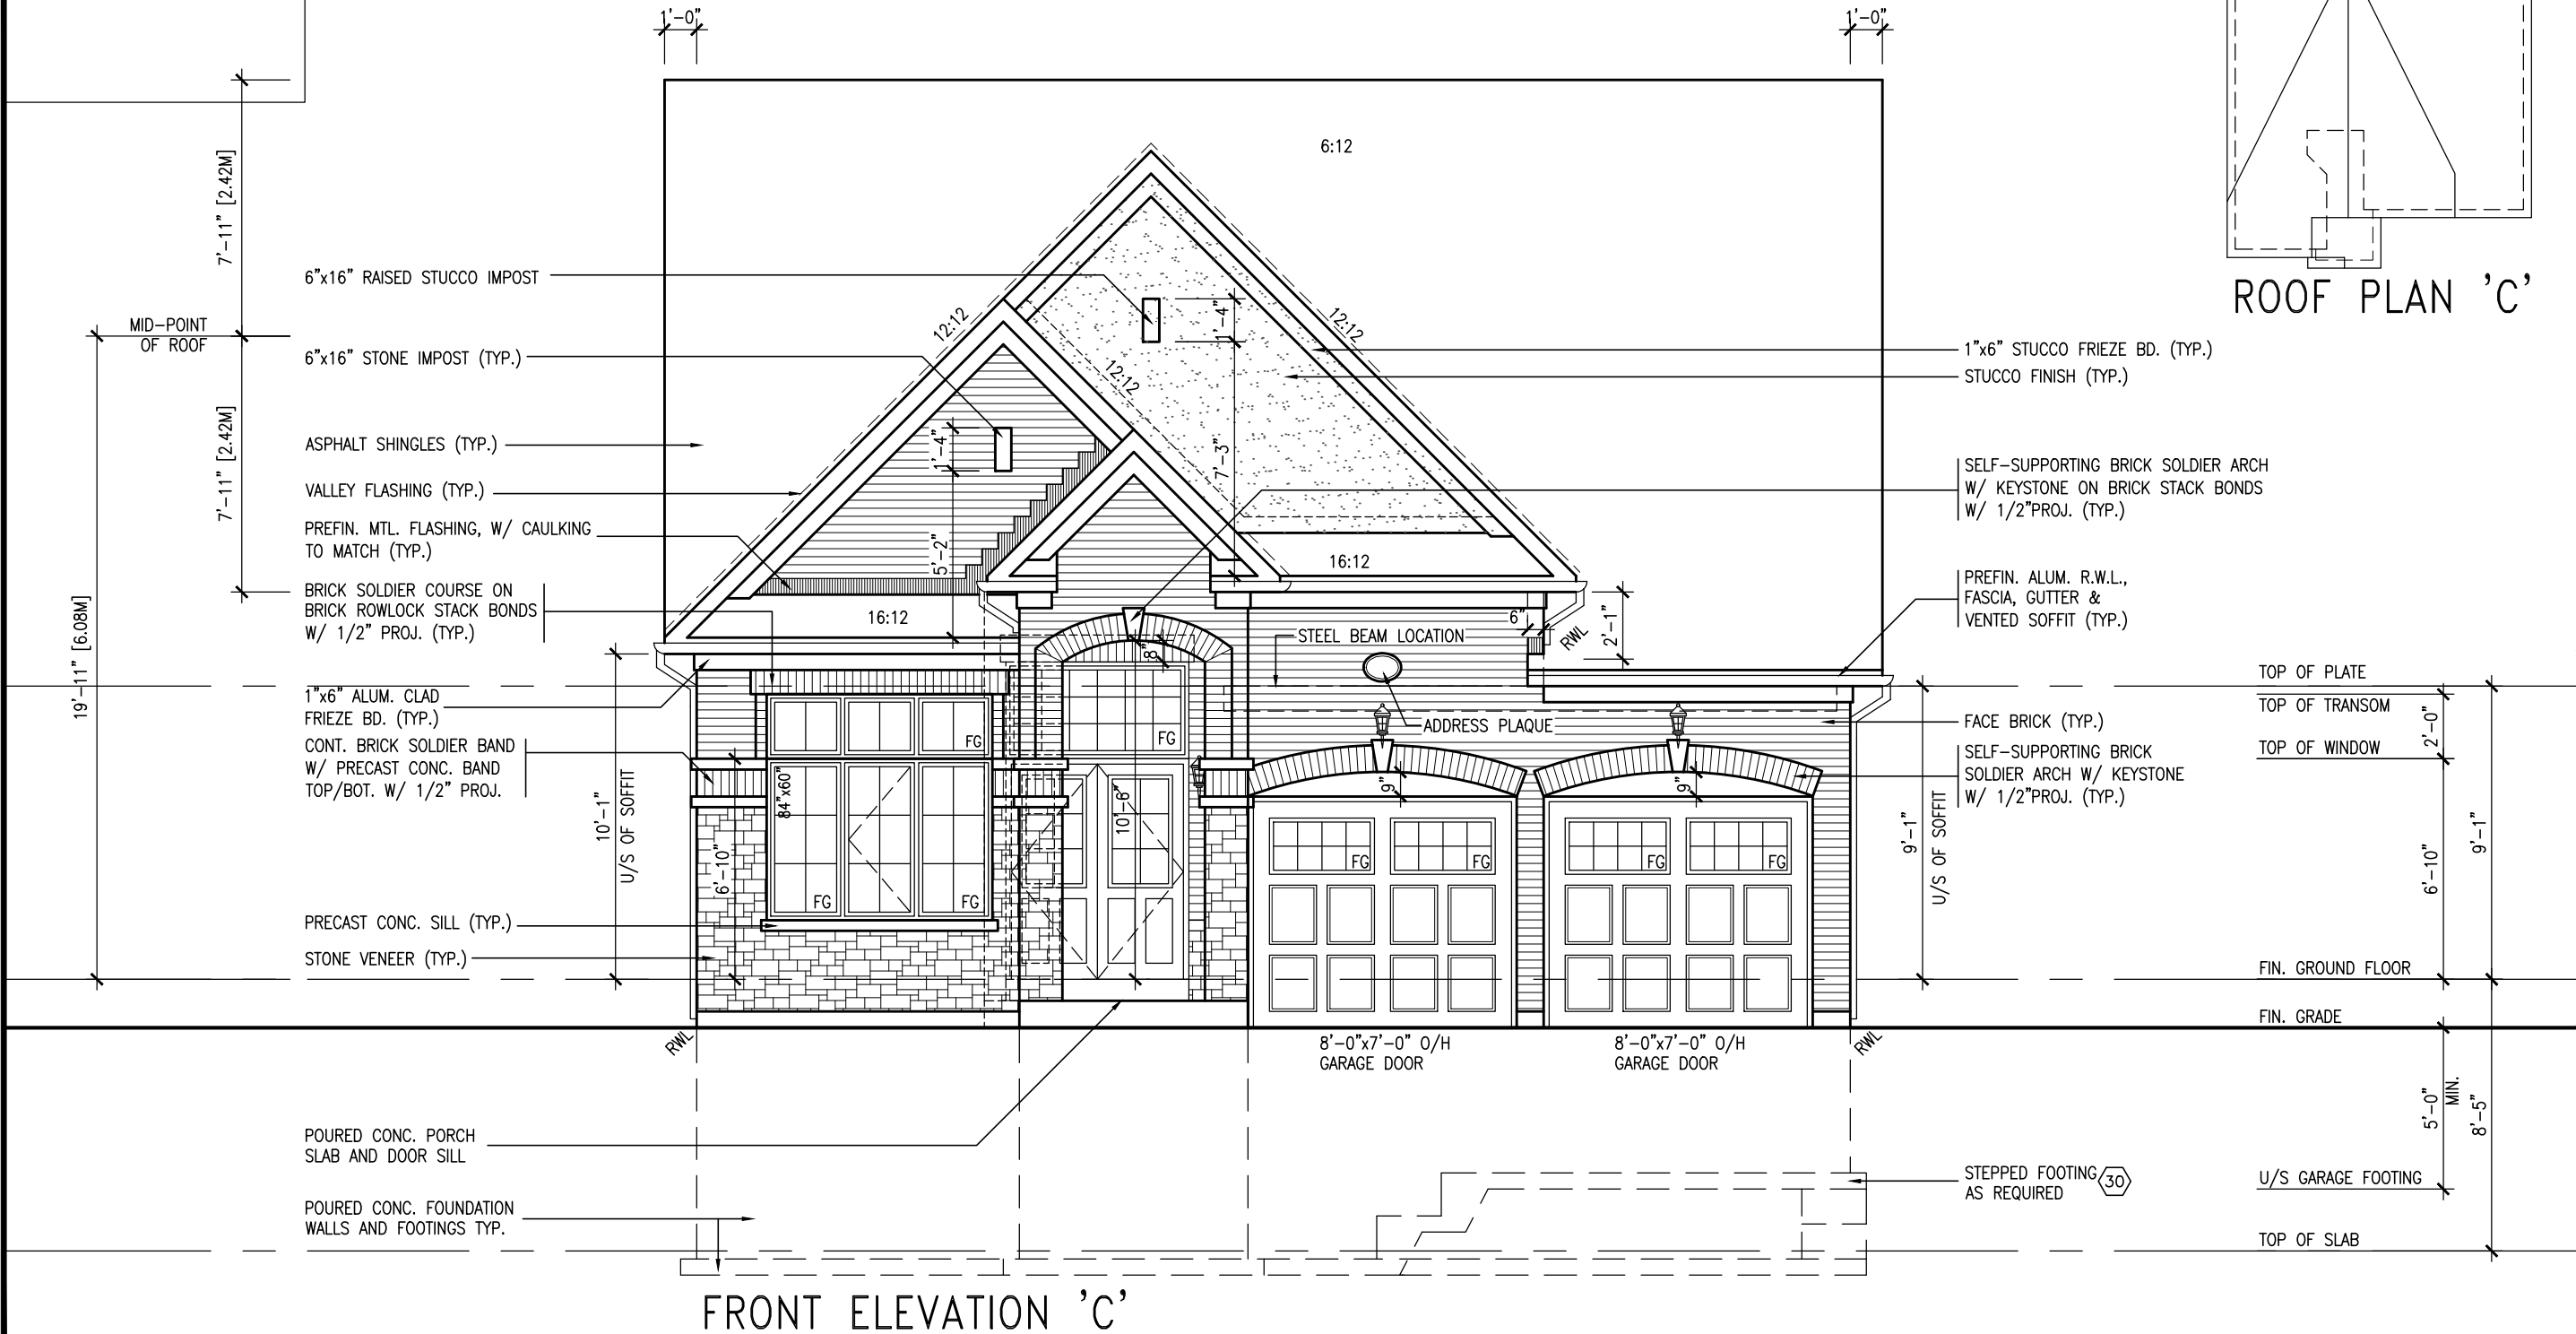 1'-0"
1'-0"
6:12
7'-11" [2.42M]
7'-11" [2.42M]
MID-POINT
OF ROOF
19'-11" [6.08M]
6"x16" RAISED STUCCO IMPOST
6"x16" STONE IMPOST (TYP.)
ASPHALT SHINGLES (TYP.)
VALLEY FLASHING (TYP.)
PREFIN. MTL. FLASHING, W/ CAULKING
TO MATCH (TYP.)
BRICK SOLDIER COURSE ON
BRICK ROWLOCK STACK BONDS
W/ 1/2" PROJ. (TYP.)
1"x6" ALUM. CLAD
FRIEZE BD. (TYP.)
CONT. BRICK SOLDIER BAND
W/ PRECAST CONC. BAND
TOP/BOT. W/ 1/2" PROJ.
PRECAST CONC. SILL (TYP.)
STONE VENEER (TYP.)
POURED CONC. PORCH
SLAB AND DOOR SILL
POURED CONC. FOUNDATION
WALLS AND FOOTINGS TYP.
12:12
12:12
12:12
1'-4"
1'-4"
7'-3"
5'-2"
16:12
16:12
6"
RWL
2'-1"
8"
STEEL BEAM LOCATION
ADDRESS PLAQUE
10'-1"
U/S OF SOFFIT
6'-10"
84"x60"
FG
FG
FG
FG
10'-6"
9"
9"
FG
FG
FG
FG
9'-1"
U/S OF SOFFIT
RWL
8'-0"x7'-0" O/H
GARAGE DOOR
8'-0"x7'-0" O/H
GARAGE DOOR
RWL
ROOF PLAN 'C'
1"x6" STUCCO FRIEZE BD. (TYP.)
STUCCO FINISH (TYP.)
SELF-SUPPORTING BRICK SOLDIER ARCH
W/ KEYSTONE ON BRICK STACK BONDS
W/ 1/2"PROJ. (TYP.)
PREFIN. ALUM. R.W.L.,
FASCIA, GUTTER &
VENTED SOFFIT (TYP.)
FACE BRICK (TYP.)
SELF-SUPPORTING BRICK
SOLDIER ARCH W/ KEYSTONE
W/ 1/2"PROJ. (TYP.)
STEPPED FOOTING 30
AS REQUIRED
TOP OF PLATE
TOP OF TRANSOM
2'-0"
TOP OF WINDOW
6'-10"
9'-1"
FIN. GROUND FLOOR
FIN. GRADE
5'-0"
MIN.
8'-5"
U/S GARAGE FOOTING
TOP OF SLAB
FRONT ELEVATION 'C'